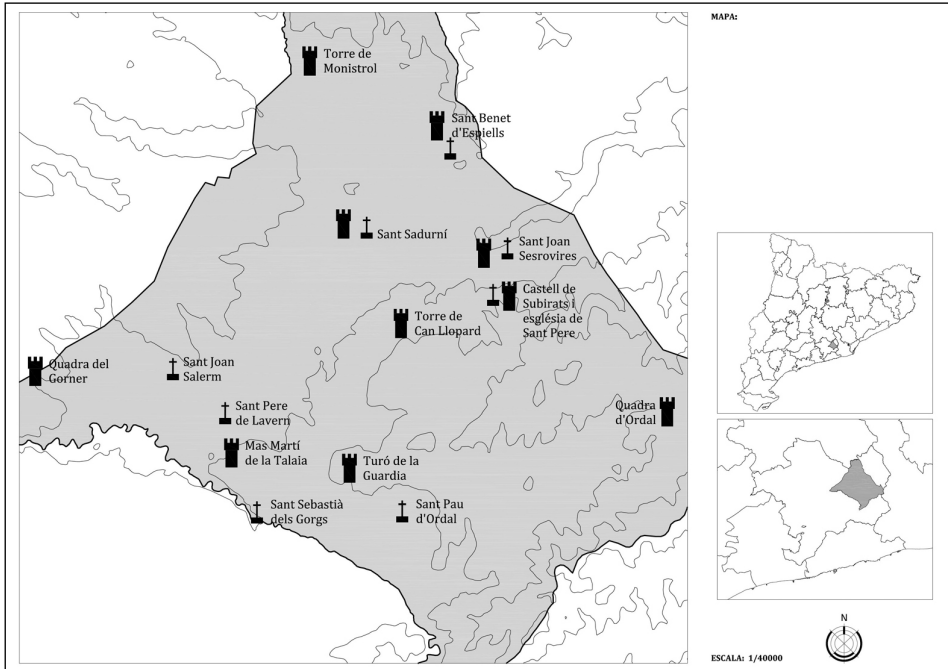 MAPA:
Torre de
Monistrol
Sant Benet
d'Espiells
Sant Sadurní
Sant Joan
Sesrovires
Castell de
Subirats i
església de
Sant Pere
Torre de
Can Llopard
Quadra del
Gorner
Sant Joan
Salerm
Sant Pere
de Lavern
Quadra
d'Ordal
Mas Martí
de la Talaia
Turó de la
Guardia
Sant Sebastià
dels Gorgs
Sant Pau
d'Ordal
N
ESCALA: 1/40000